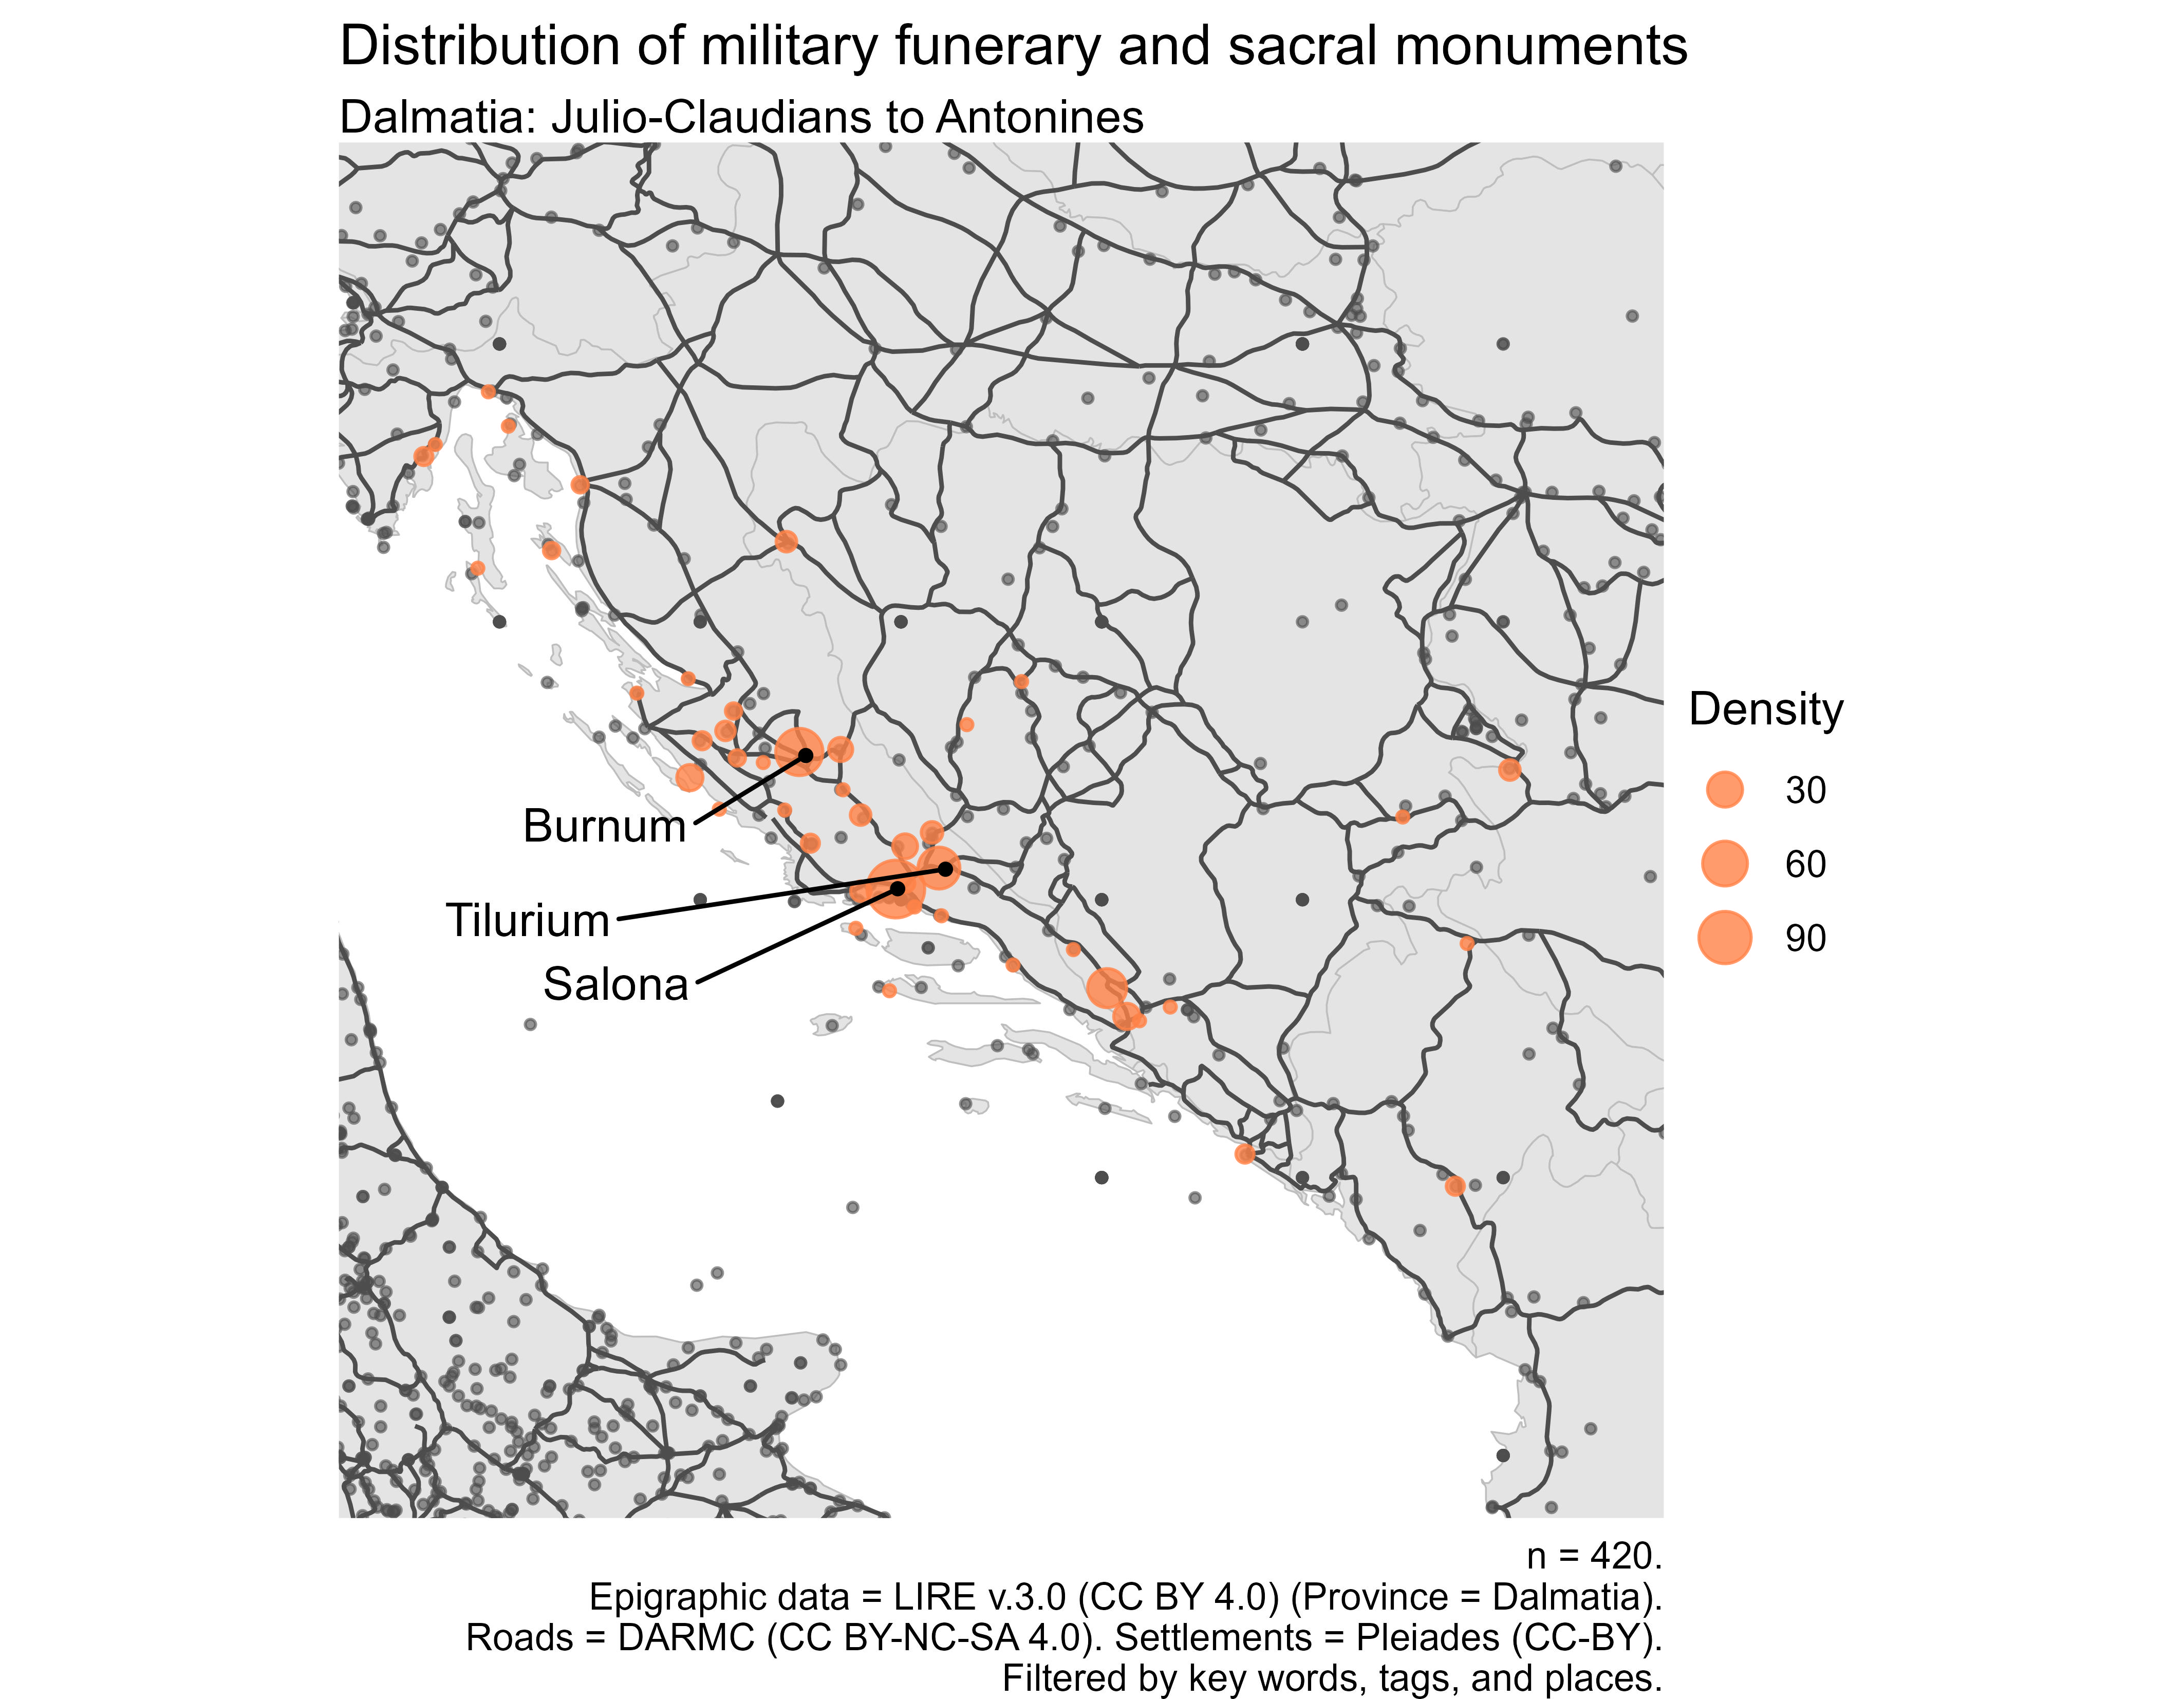 Distribution of military funerary and sacral monuments
Dalmatia: Julio-Claudians to Antonines
Burnum
Tilurium
Salona
Density
30
60
90
n = 420.
Epigraphic data = LIRE v.3.0 (CC BY 4.0) (Province = Dalmatia).
Roads = DARMC (CC BY-NC-SA 4.0). Settlements = Pleiades (CC-BY).
Filtered by key words, tags, and places.